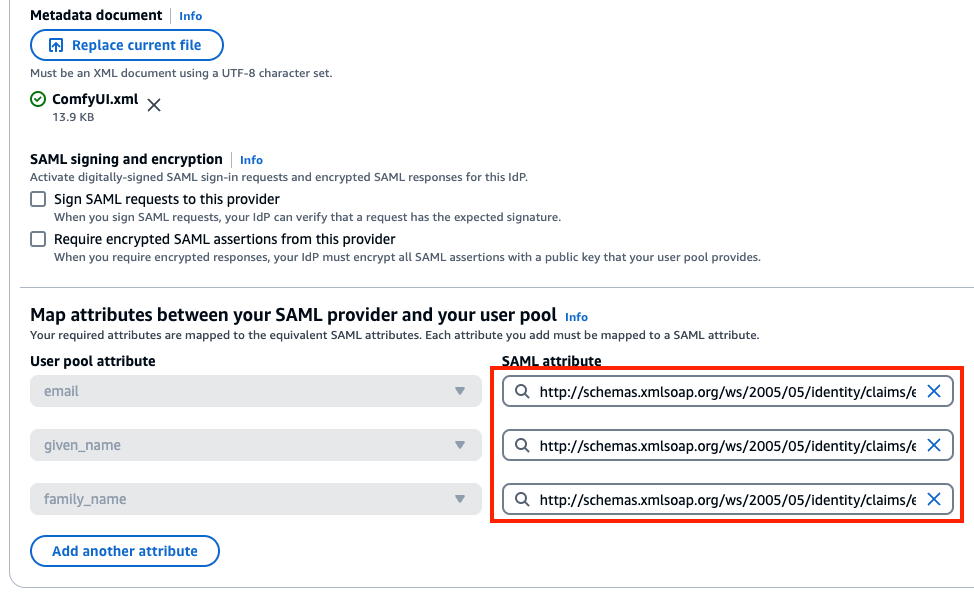 Metadata document Info
Replace current file
Must be an XML document using a UTF-8 character set.
ComfyUI.xml
13.9 KB
SAML signing and encryption Info
Activate digitally-signed SAML sign-in requests and encrypted SAML responses for this IdP.
Sign SAML requests to this provider
When you sign SAML requests, your IdP can verify that a request has the expected signature.
Require encrypted SAML assertions from this provider
When you require encrypted responses, your IdP must encrypt all SAML assertions with a public key that your user pool provides.
Map attributes between your SAML provider and your user pool Info
Your required attributes are mapped to the equivalent SAML attributes. Each attribute you add must be mapped to a SAML attribute.
User pool attribute SAML attribute
email http://schemas.xmlsoap.org/ws/2005/05/identity/claims/e
given_name http://schemas.xmlsoap.org/ws/2005/05/identity/claims/e
family_name http://schemas.xmlsoap.org/ws/2005/05/identity/claims/e
Add another attribute